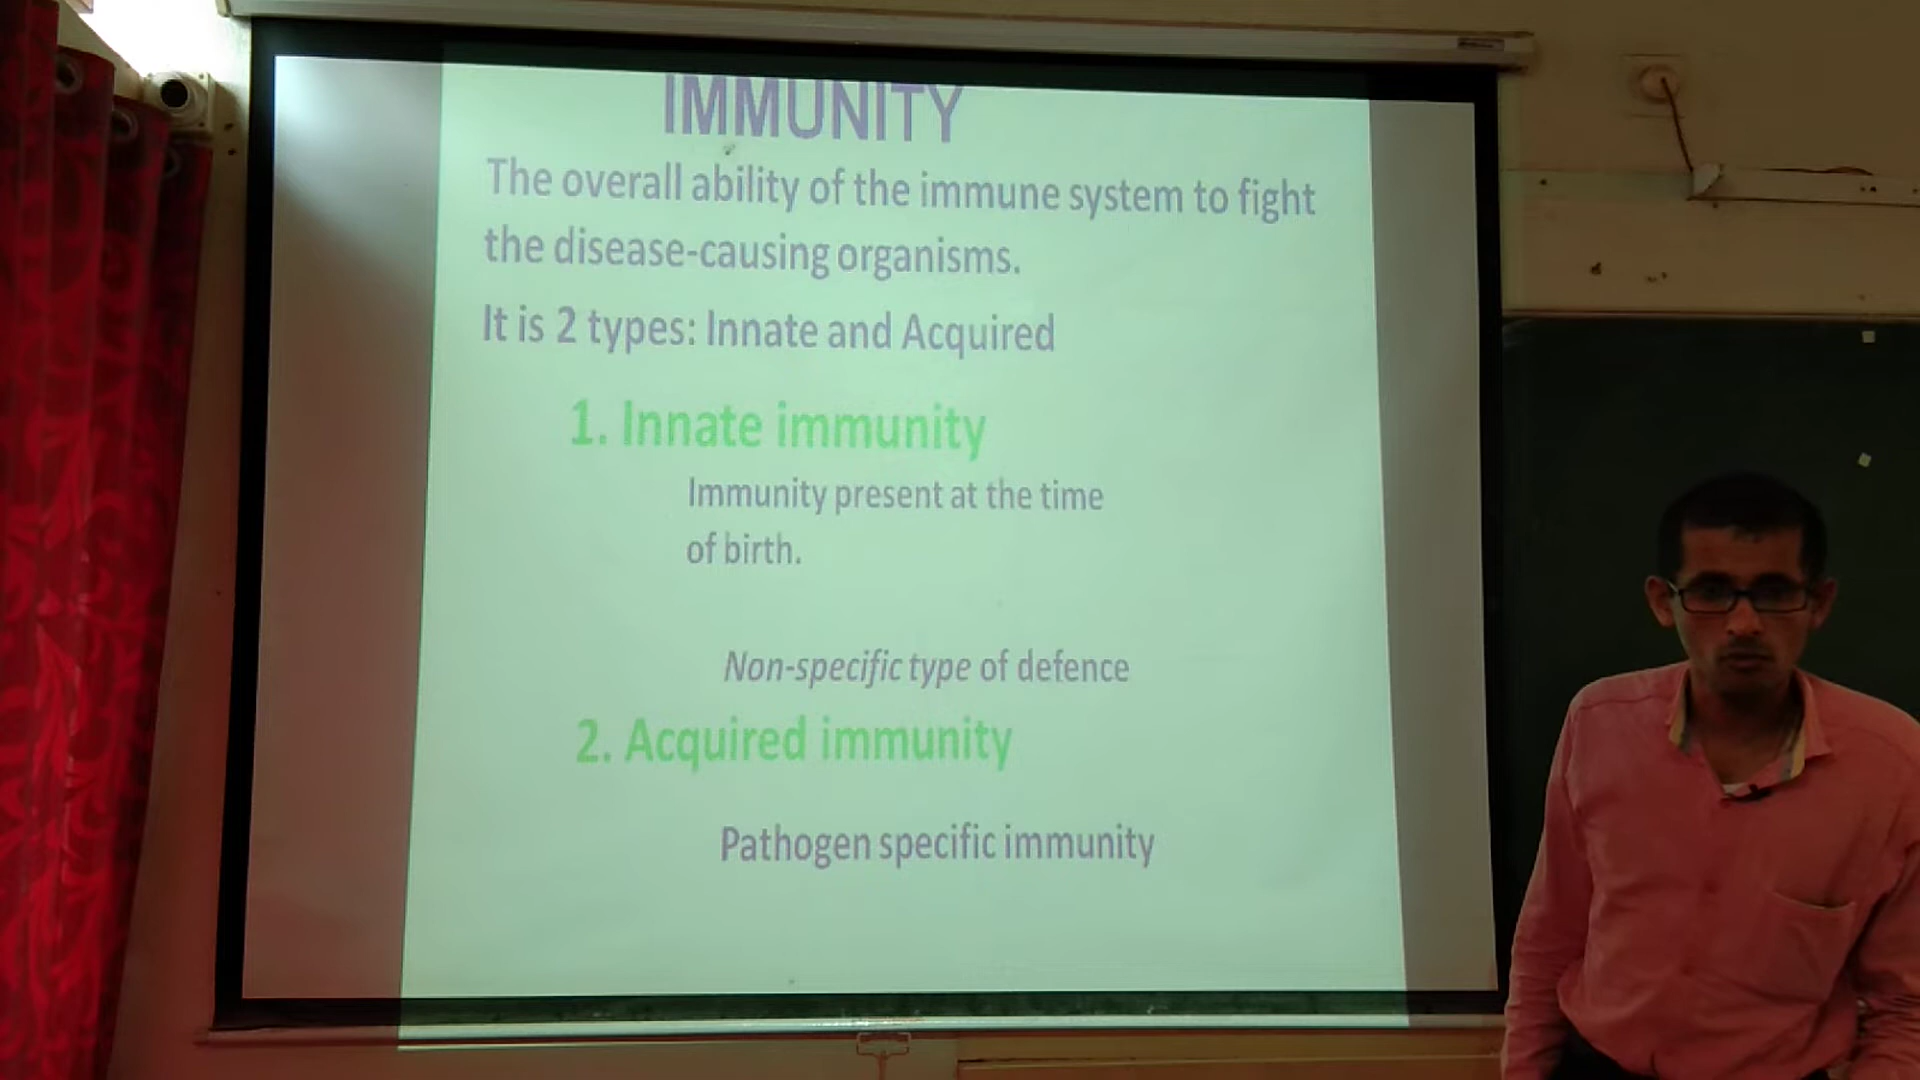 IMMUNITY
The overall ability of the immune system to fight
the disease-causing organisms.
It is 2 types: Innate and Acquired
1. Innate immunity
Immunity present at the time
of birth.
Non-specific type of defence
2. Acquired immunity
Pathogen specific immunity